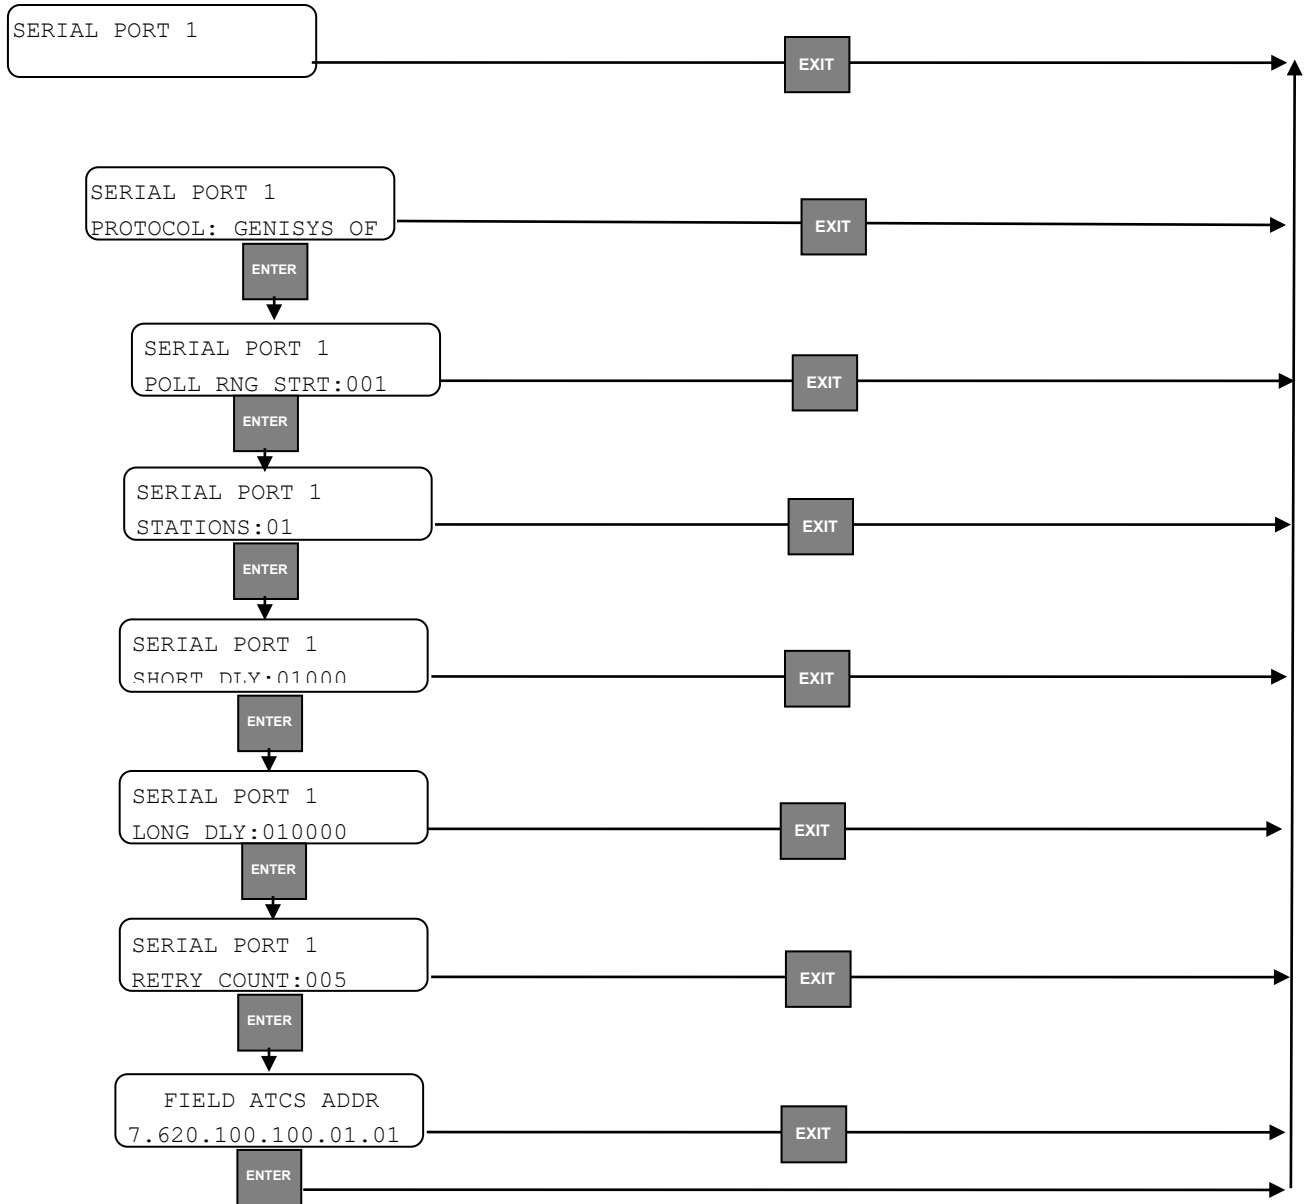 SERIAL PORT 1
EXIT
SERIAL PORT 1
PROTOCOL: GENISYS OF
EXIT
ENTER
SERIAL PORT 1
POLL RNG STRT:001
EXIT
ENTER
SERIAL PORT 1
STATIONS:01
EXIT
ENTER
SERIAL PORT 1
SHORT DLY:01000
EXIT
ENTER
SERIAL PORT 1
LONG DLY:010000
EXIT
ENTER
SERIAL PORT 1
RETRY COUNT:005
EXIT
ENTER
FIELD ATCS ADDR
7.620.100.100.01.01
EXIT
ENTER